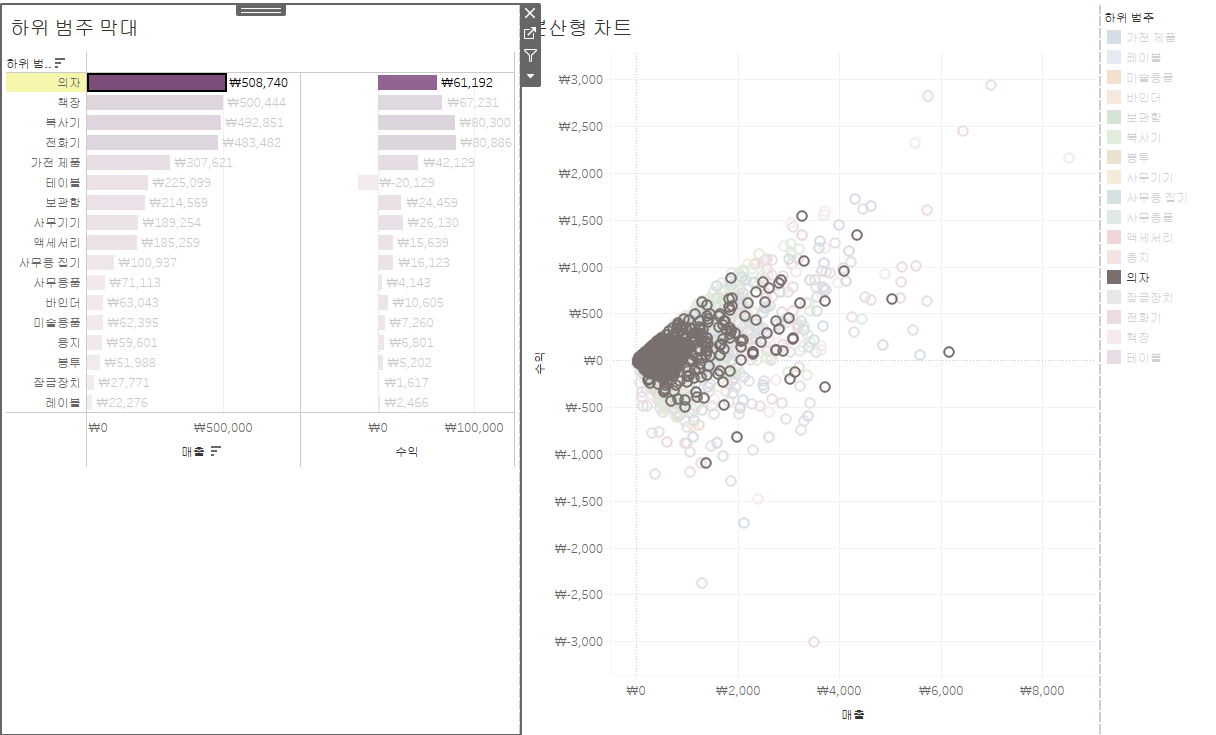 하위 범주 막대
하위 범..
의자 ₩508,740 ₩61,192
책장 ₩500,444 ₩67,231
복사기 ₩492,851 ₩80,300
전화기 ₩483,482 ₩80,886
가전 제품 ₩307,621 ₩42,129
테이블 ₩225,099 ₩-20,129
보관함 ₩214,569 ₩24,459
사무기기 ₩189,254 ₩26,130
액세서리 ₩185,259 ₩15,639
사무용 집기 ₩100,937 ₩16,123
사무용품 ₩71,113 ₩4,143
바인더 ₩63,043 ₩10,605
미술용품 ₩62,395 ₩7,260
용지 ₩59,601 ₩6,801
봉투 ₩51,988 ₩5,202
잠금장치 ₩27,771 ₩1,617
레이블 ₩22,276 ₩2,466
₩0 ₩500,000 ₩0 ₩100,000
매출 수익
산형 차트
₩3,000
₩2,500
₩2,000
₩1,500
₩1,000
₩500
₩0
₩-500
₩-1,000
₩-1,500
₩-2,000
₩-2,500
₩-3,000
수익
₩0 ₩2,000 ₩4,000 ₩6,000 ₩8,000
매출
하위 범주
가전 제품
레이블
미술용품
바인더
보관함
복사기
봉투
사무기기
사무용 집기
사무용품
액세서리
용지
의자
잠금장치
전화기
책장
테이블